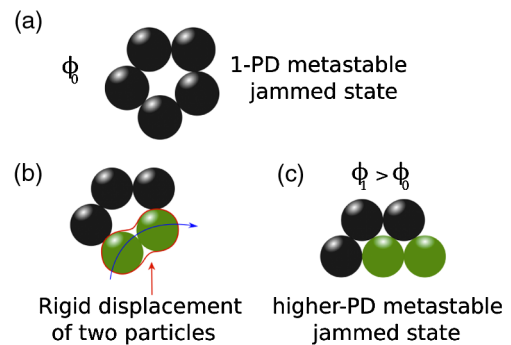 (a)
ϕ0
1-PD metastable
jammed state
(b)
(c)
ϕ1 > ϕ0
Rigid displacement
of two particles
higher-PD metastable
jammed state